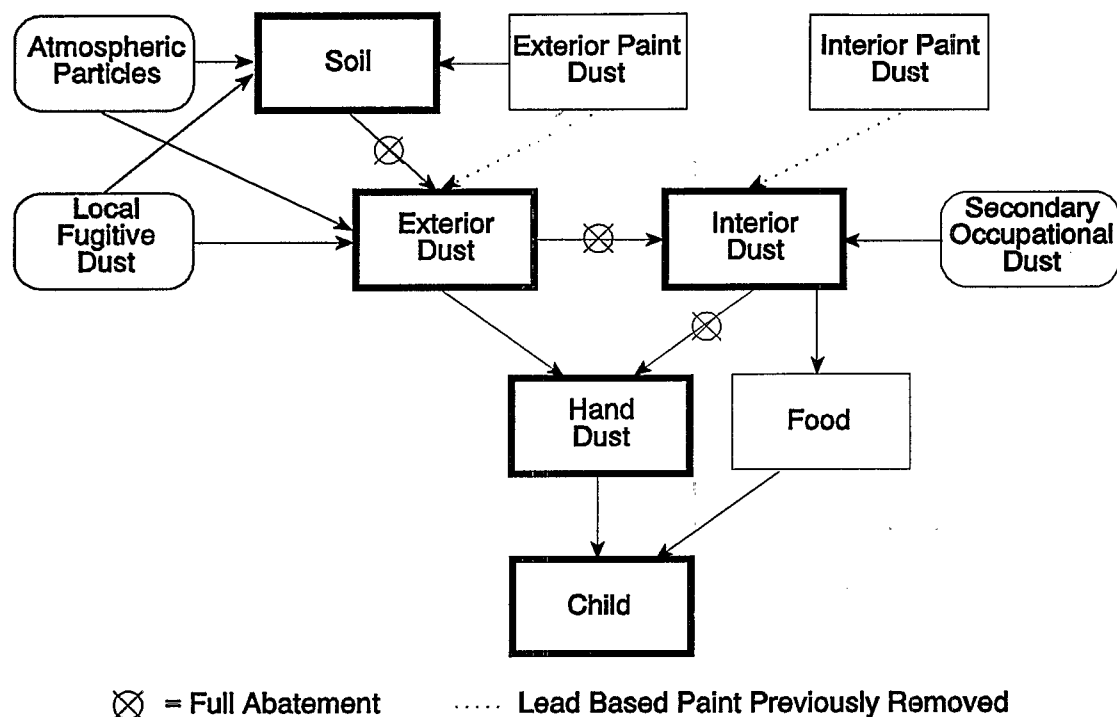 Atmospheric
Particles
Soil
Exterior Paint
Dust
Interior Paint
Dust
Local
Fugitive
Dust
Exterior
Dust
Interior
Dust
Secondary
Occupational
Dust
Hand
Dust
Food
Child
= Full Abatement
..... Lead Based Paint Previously Removed